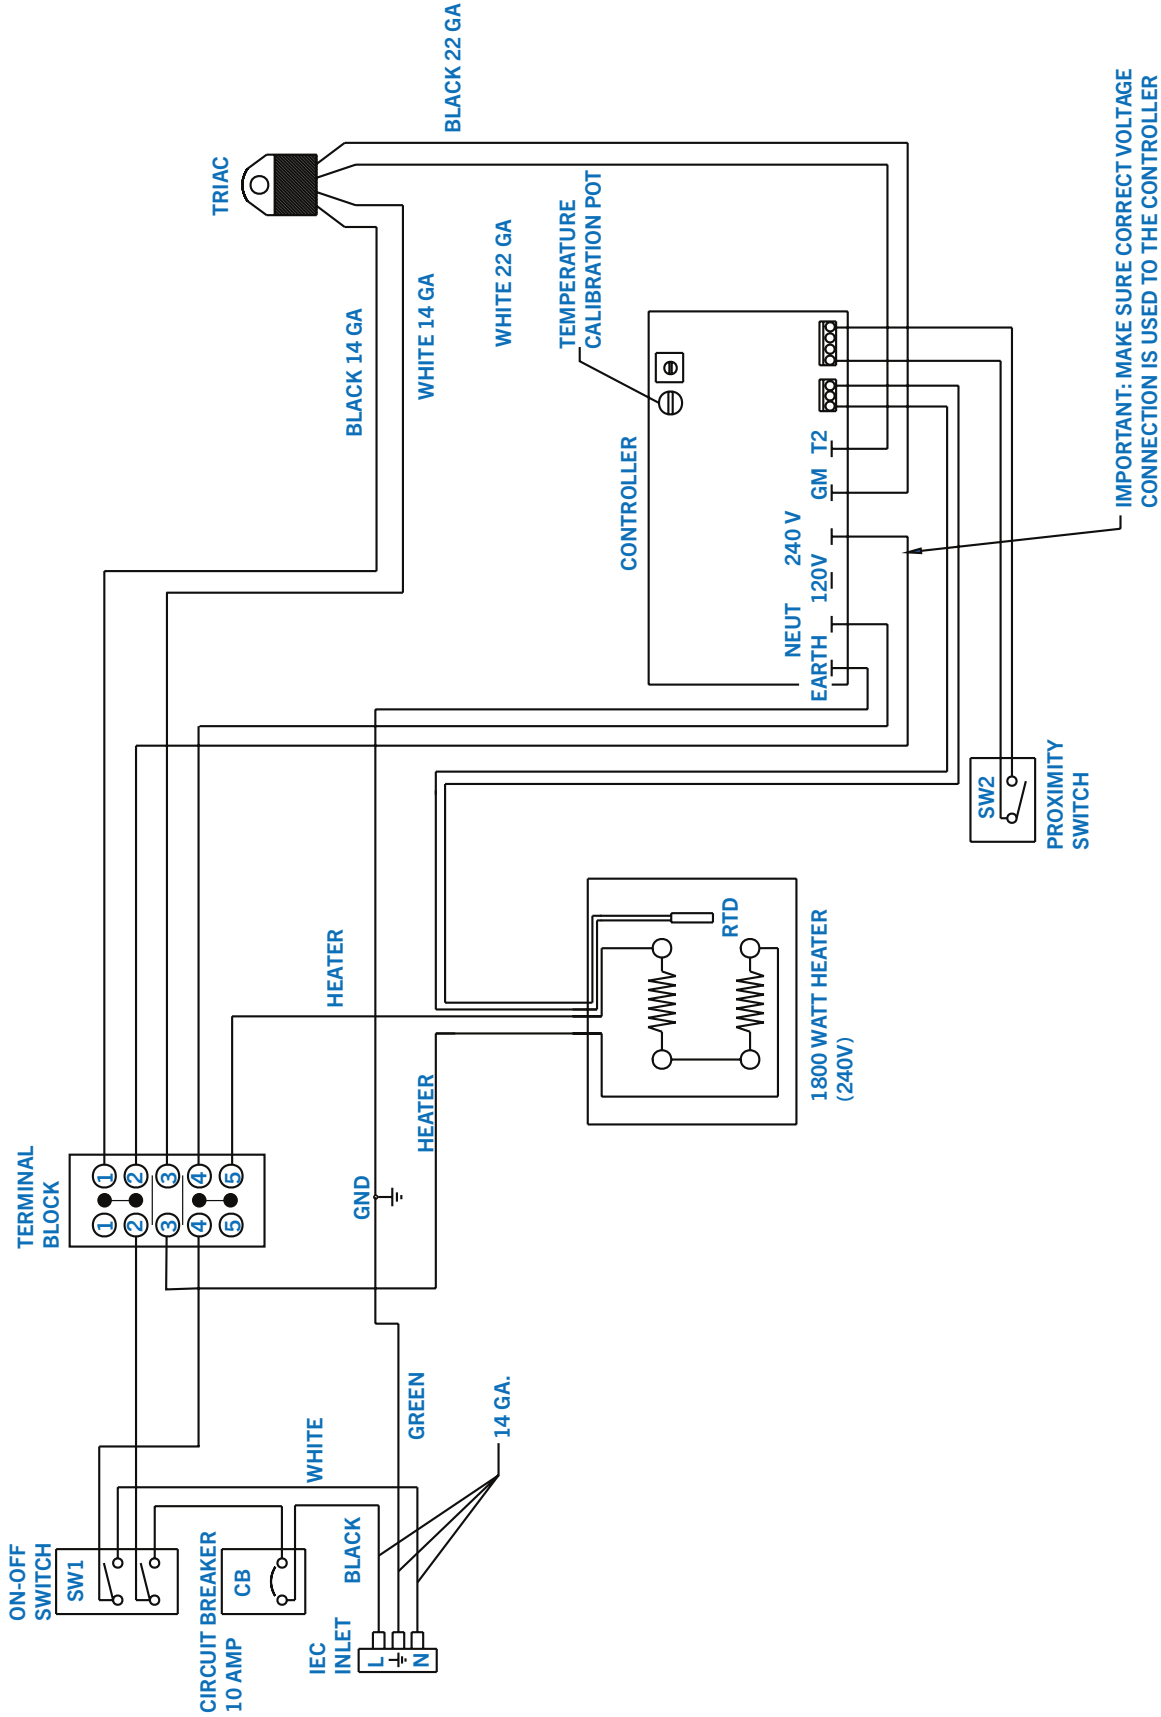 ON-OFF
SWITCH
SW1
TERMINAL
BLOCK
1
2
3
4
5
1
2
3
4
5
TRIAC
CIRCUIT BREAKER
10 AMP
CB
IEC
INLET
L
N
BLACK
WHITE
GREEN
14 GA.
GND
HEATER
HEATER
BLACK 14 GA
WHITE 14 GA
BLACK 22 GA
WHITE 22 GA
TEMPERATURE
CALIBRATION POT
CONTROLLER
EARTH
NEUT
120V
240 V
GM
T2
RTD
1800 WATT HEATER
(240V)
SW2
PROXIMITY
SWITCH
IMPORTANT: MAKE SURE CORRECT VOLTAGE
CONNECTION IS USED TO THE CONTROLLER